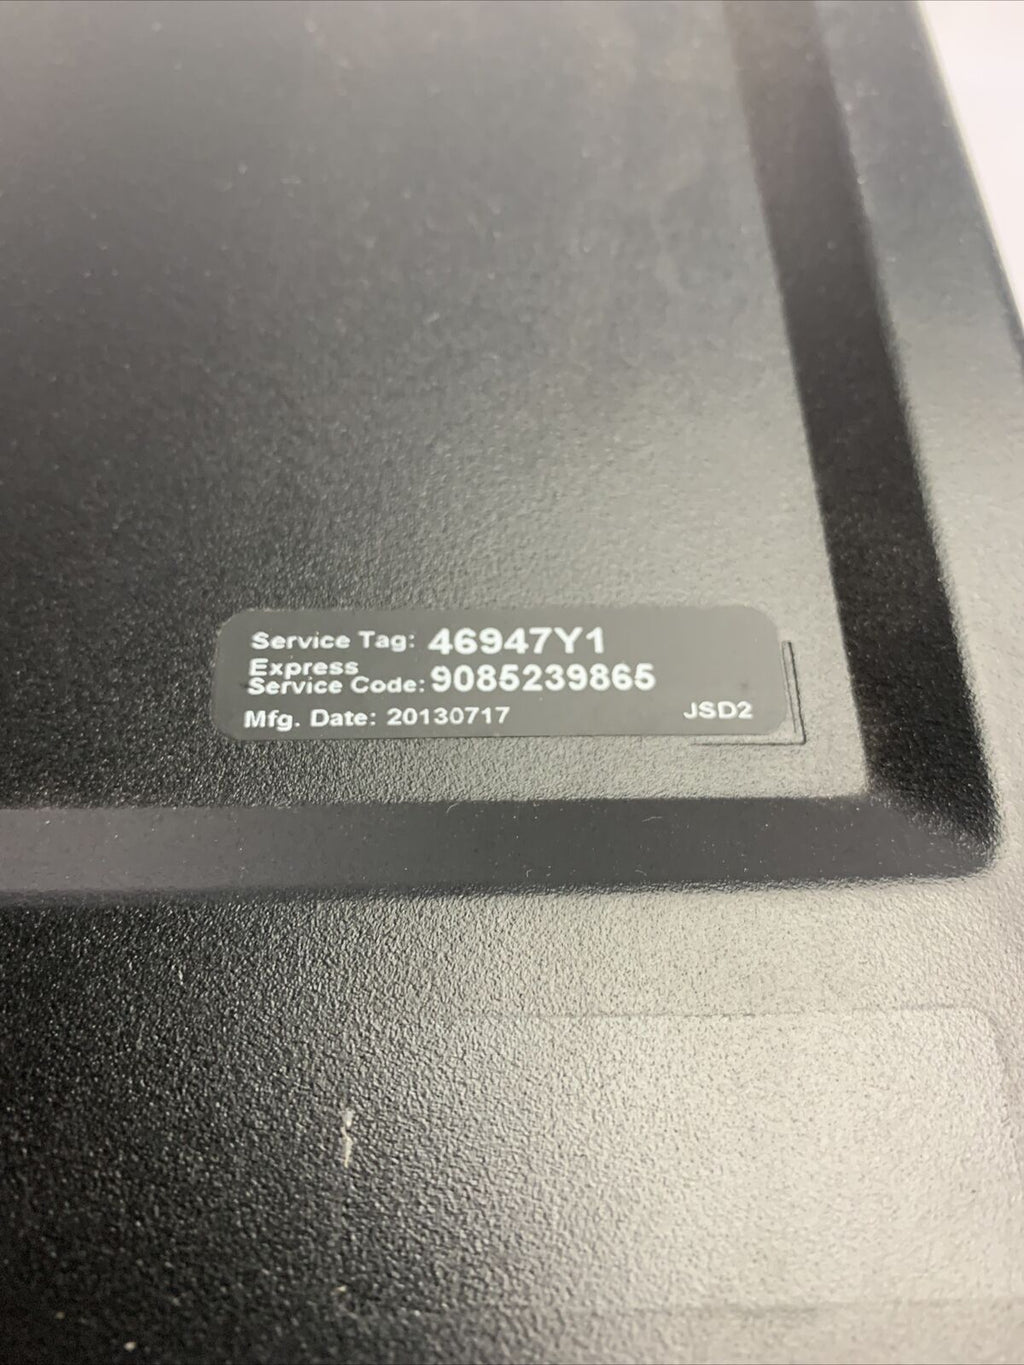 Service Tag: 46947Y1
Express
Service Code: 9085239865
Mfg. Date: 20130717 JSD2